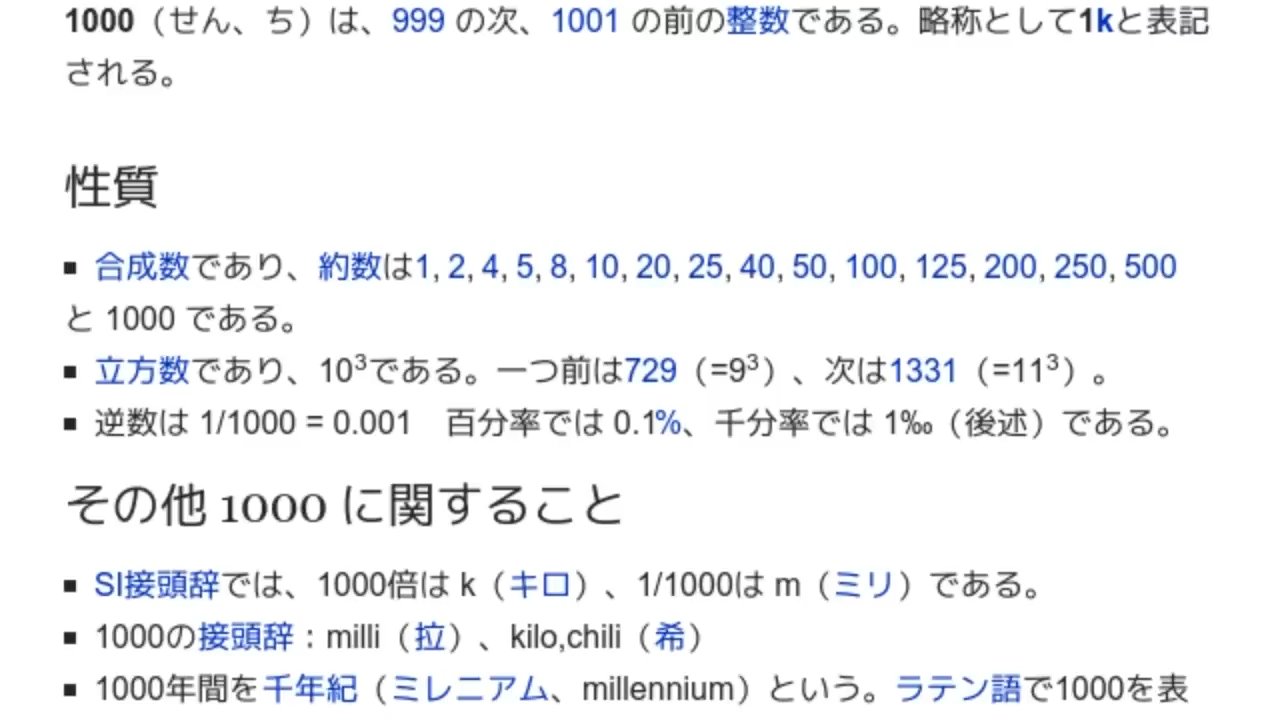 1000（せん、ち）は、999 の次、1001 の前の整数である。略称として1kと表記
される。
性質
■ 合成数であり、約数は1, 2, 4, 5, 8, 10, 20, 25, 40, 50, 100, 125, 200, 250, 500
と 1000 である。
■ 立方数であり、10³である。一つ前は729（=9³）、次は1331（=11³）。
■ 逆数は 1/1000 = 0.001　百分率では 0.1%、千分率では 1‰（後述）である。
その他 1000 に関すること
■ SI接頭辞では、1000倍は k（キロ）、1/1000は m（ミリ）である。
■ 1000の接頭辞：milli（拉）、kilo,chili（希）
■ 1000年間を千年紀（ミレニアム、millennium）という。ラテン語で1000を表